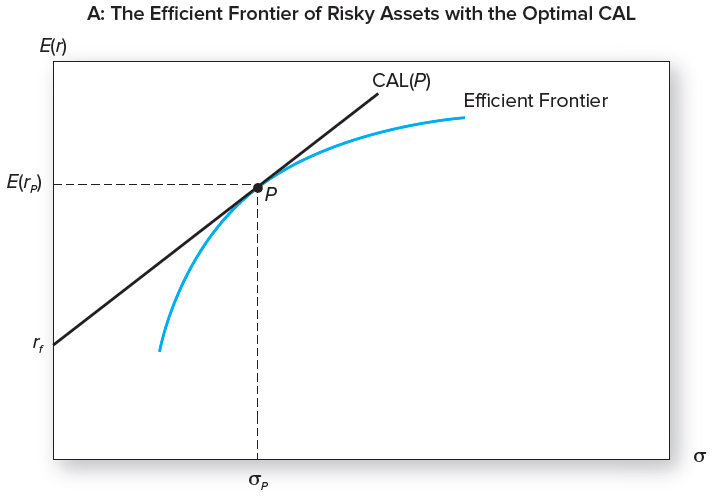 A: The Efficient Frontier of Risky Assets with the Optimal CAL
E(r)
CAL(P)
Efficient Frontier
E(rP)
P
rf
σ
σP